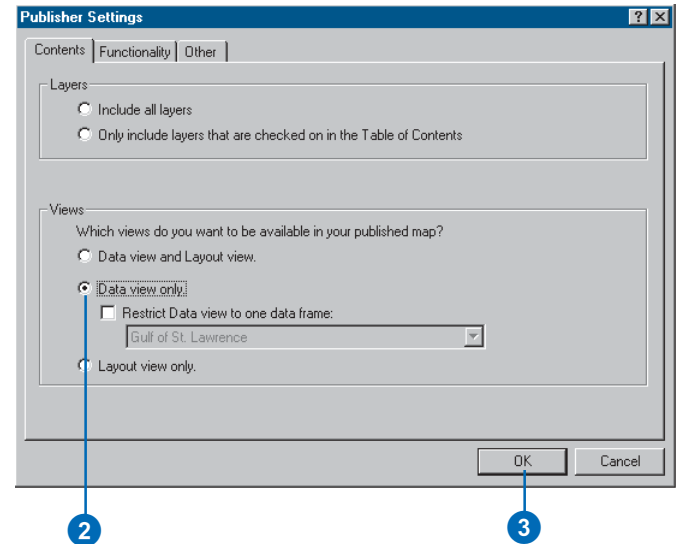 Publisher Settings
Contents Functionality Other
Layers
Include all layers
Only include layers that are checked on in the Table of Contents
Views
Which views do you want to be available in your published map?
Data view and Layout view.
Data view only.
Restrict Data view to one data frame:
Gulf of St. Lawrence
Layout view only.
OK Cancel
2 3